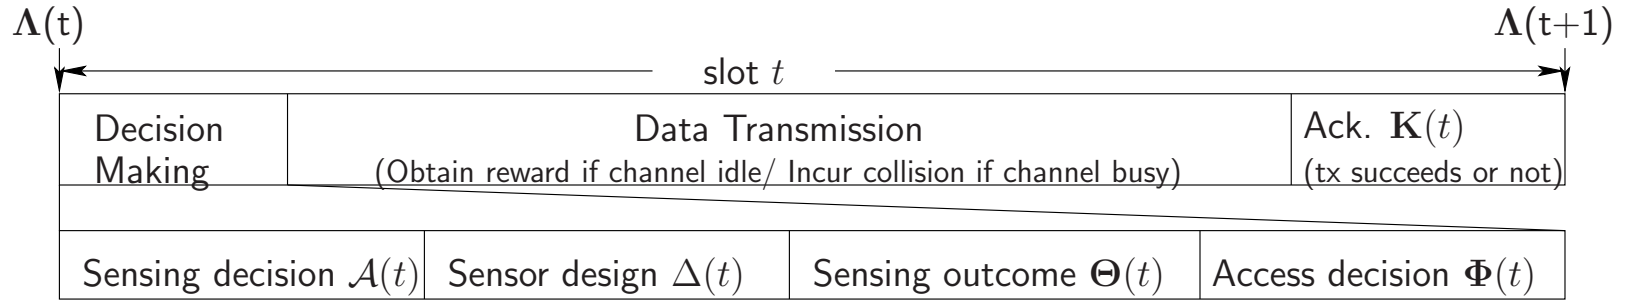 Λ(t) Λ(t+1)
slot t
Decision Making
Data Transmission
(Obtain reward if channel idle/ Incur collision if channel busy)
Ack. K(t)
(tx succeeds or not)
Sensing decision 𝒜(t)
Sensor design Δ(t)
Sensing outcome Θ(t)
Access decision Φ(t)